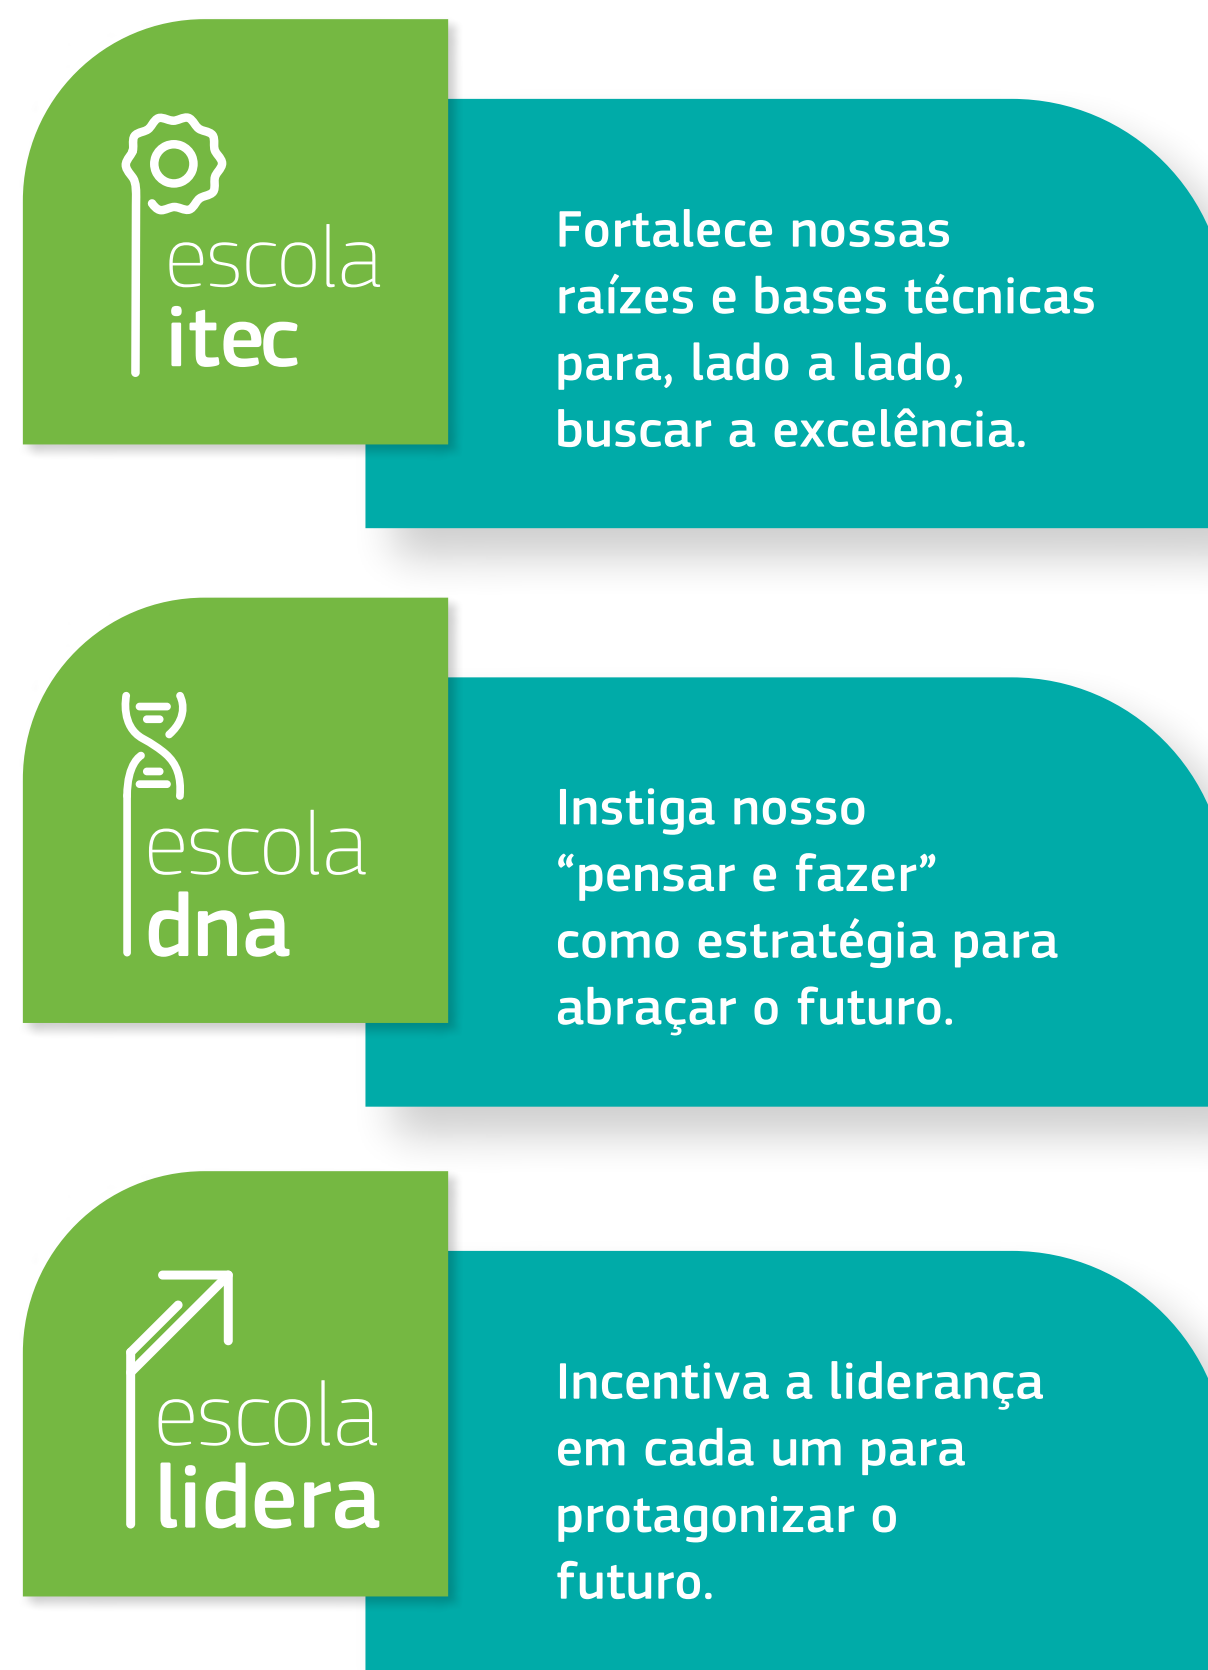 escola
itec
Fortalece nossas
raízes e bases técnicas
para, lado a lado,
buscar a excelência.
escola
dna
Instiga nosso
“pensar e fazer”
como estratégia para
abraçar o futuro.
escola
lidera
Incentiva a liderança
em cada um para
protagonizar o
futuro.